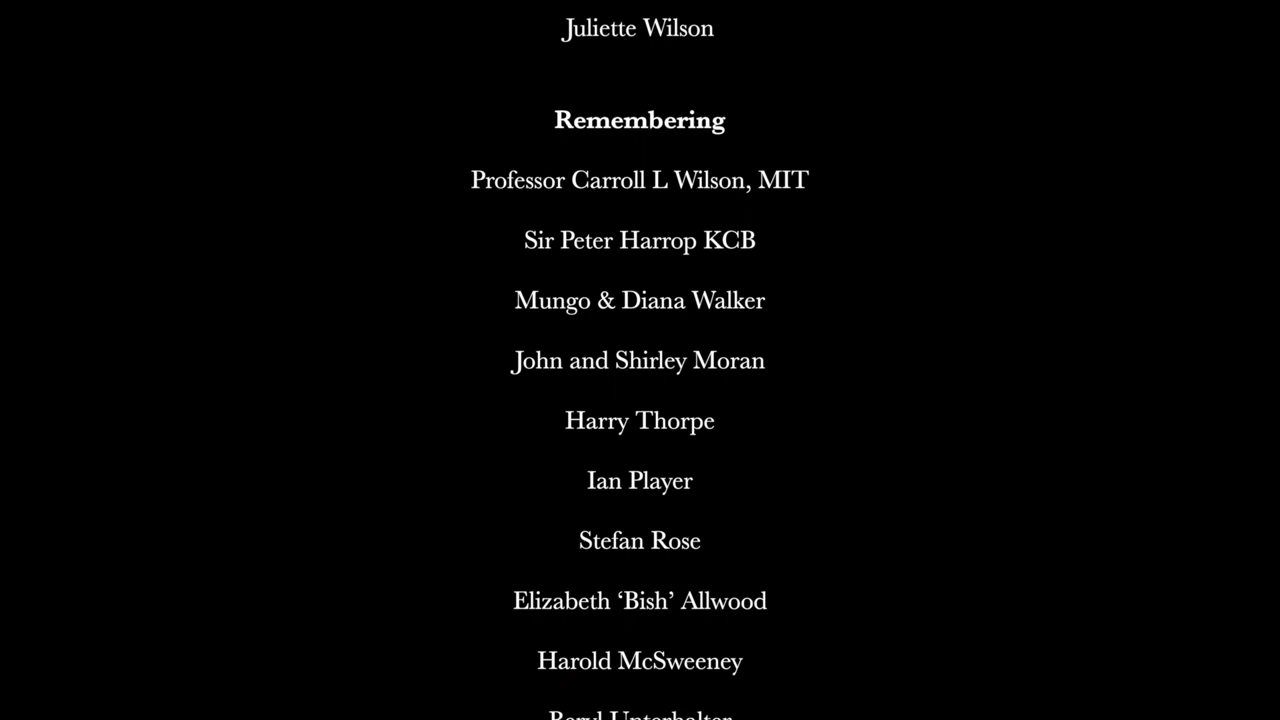 Juliette Wilson
Remembering
Professor Carroll L Wilson, MIT
Sir Peter Harrop KCB
Mungo & Diana Walker
John and Shirley Moran
Harry Thorpe
Ian Player
Stefan Rose
Elizabeth ‘Bish’ Allwood
Harold McSweeney